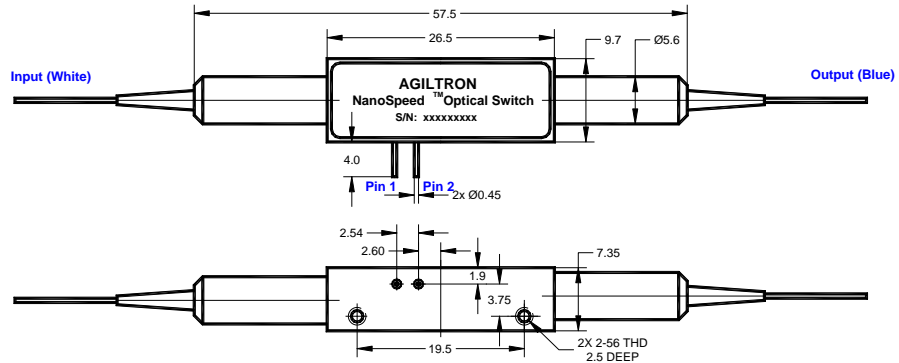 57.5
26.5
9.7
Ø5.6
Input (White)
Output (Blue)
AGILTRON
NanoSpeed ™Optical Switch
S/N: xxxxxxxxx
4.0
Pin 1
Pin 2
2x Ø0.45
2.54
2.60
7.35
1.9
3.75
19.5
2X 2-56 THD
2.5 DEEP